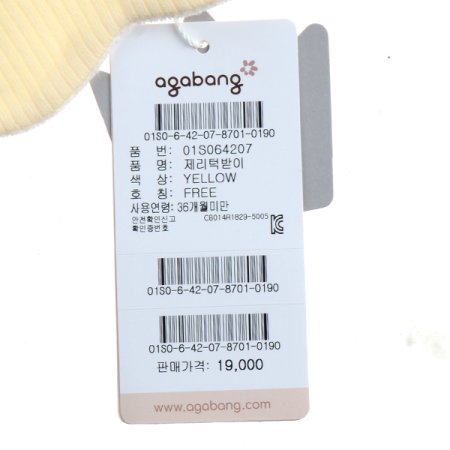 agabang
01S0-6-42-07-8701-0190
품 번: 01S064207
품 명: 제리턱받이
색 상: YELLOW
호 칭: FREE
사용연령: 36개월미만
안전확인신고
확인증번호 CB014R1829-5005
01S0-6-42-07-8701-0190
01S0-6-42-07-8701-0190
판매가격: 19,000
www.agabang.com